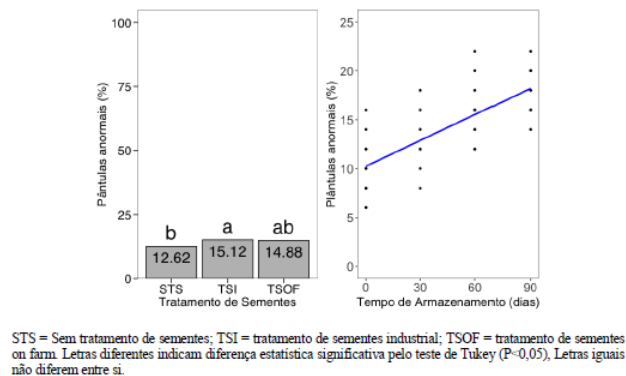 Pântulas anormais (%)
100
75
50
25
0
b
a
ab
12.62
15.12
14.88
STS
TSI
TSOF
Tratamento de Sementes
Plântulas anormais (%)
25
20
15
10
5
0
0
30
60
90
Tempo de Armazenamento (dias)
STS = Sem tratamento de sementes; TSI = tratamento de sementes industrial; TSOF = tratamento de sementes
on farm. Letras diferentes indicam diferença estatística significativa pelo teste de Tukey (P<0,05), Letras iguais
não diferem entre si.